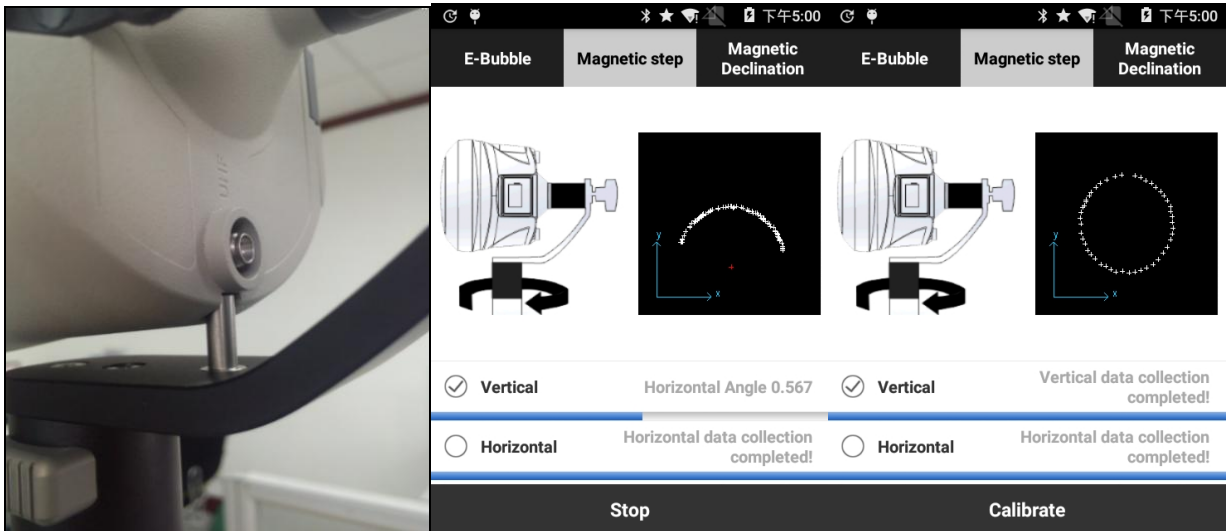 UHF
下午5:00
E-Bubble
Magnetic step
Magnetic
Declination
y
x
Vertical
Horizontal Angle 0.567
Horizontal
Horizontal data collection
completed!
Stop
下午5:00
E-Bubble
Magnetic step
Magnetic
Declination
y
x
Vertical
Vertical data collection
completed!
Horizontal
Horizontal data collection
completed!
Calibrate